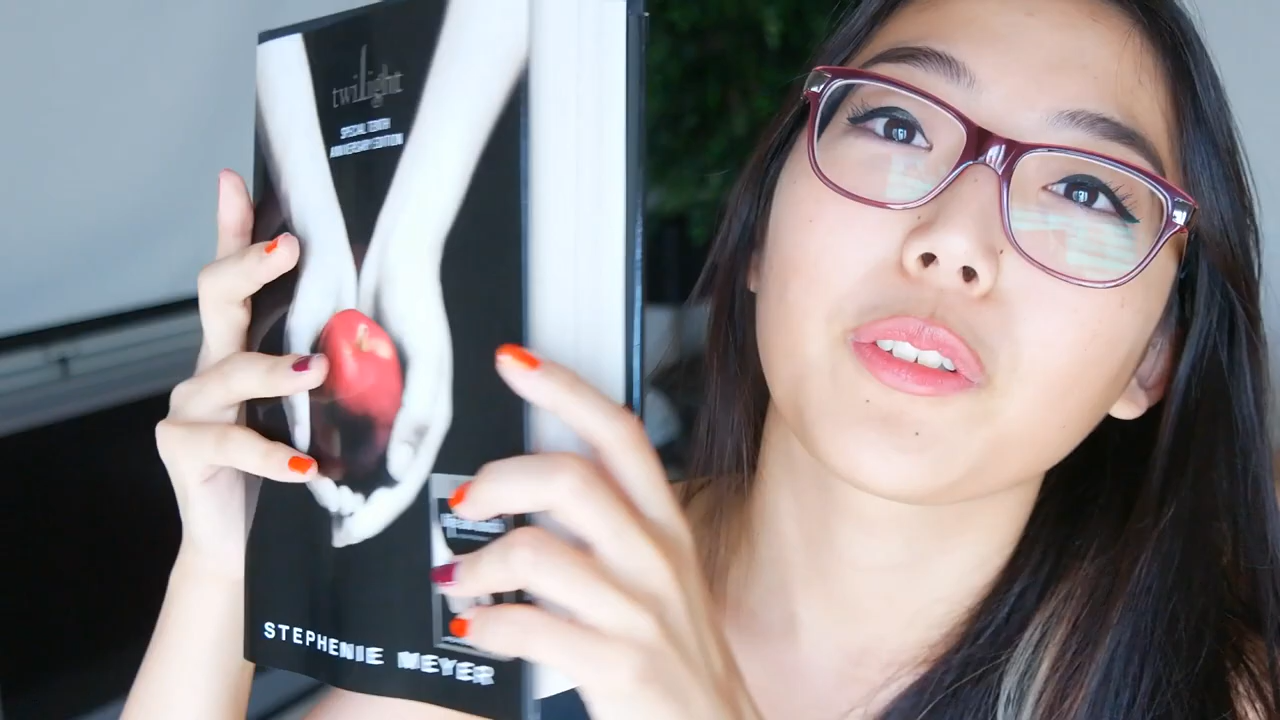 twilight
SPECIAL TENTH
ANNIVERSARY EDITION
STEPHENIE MEYER